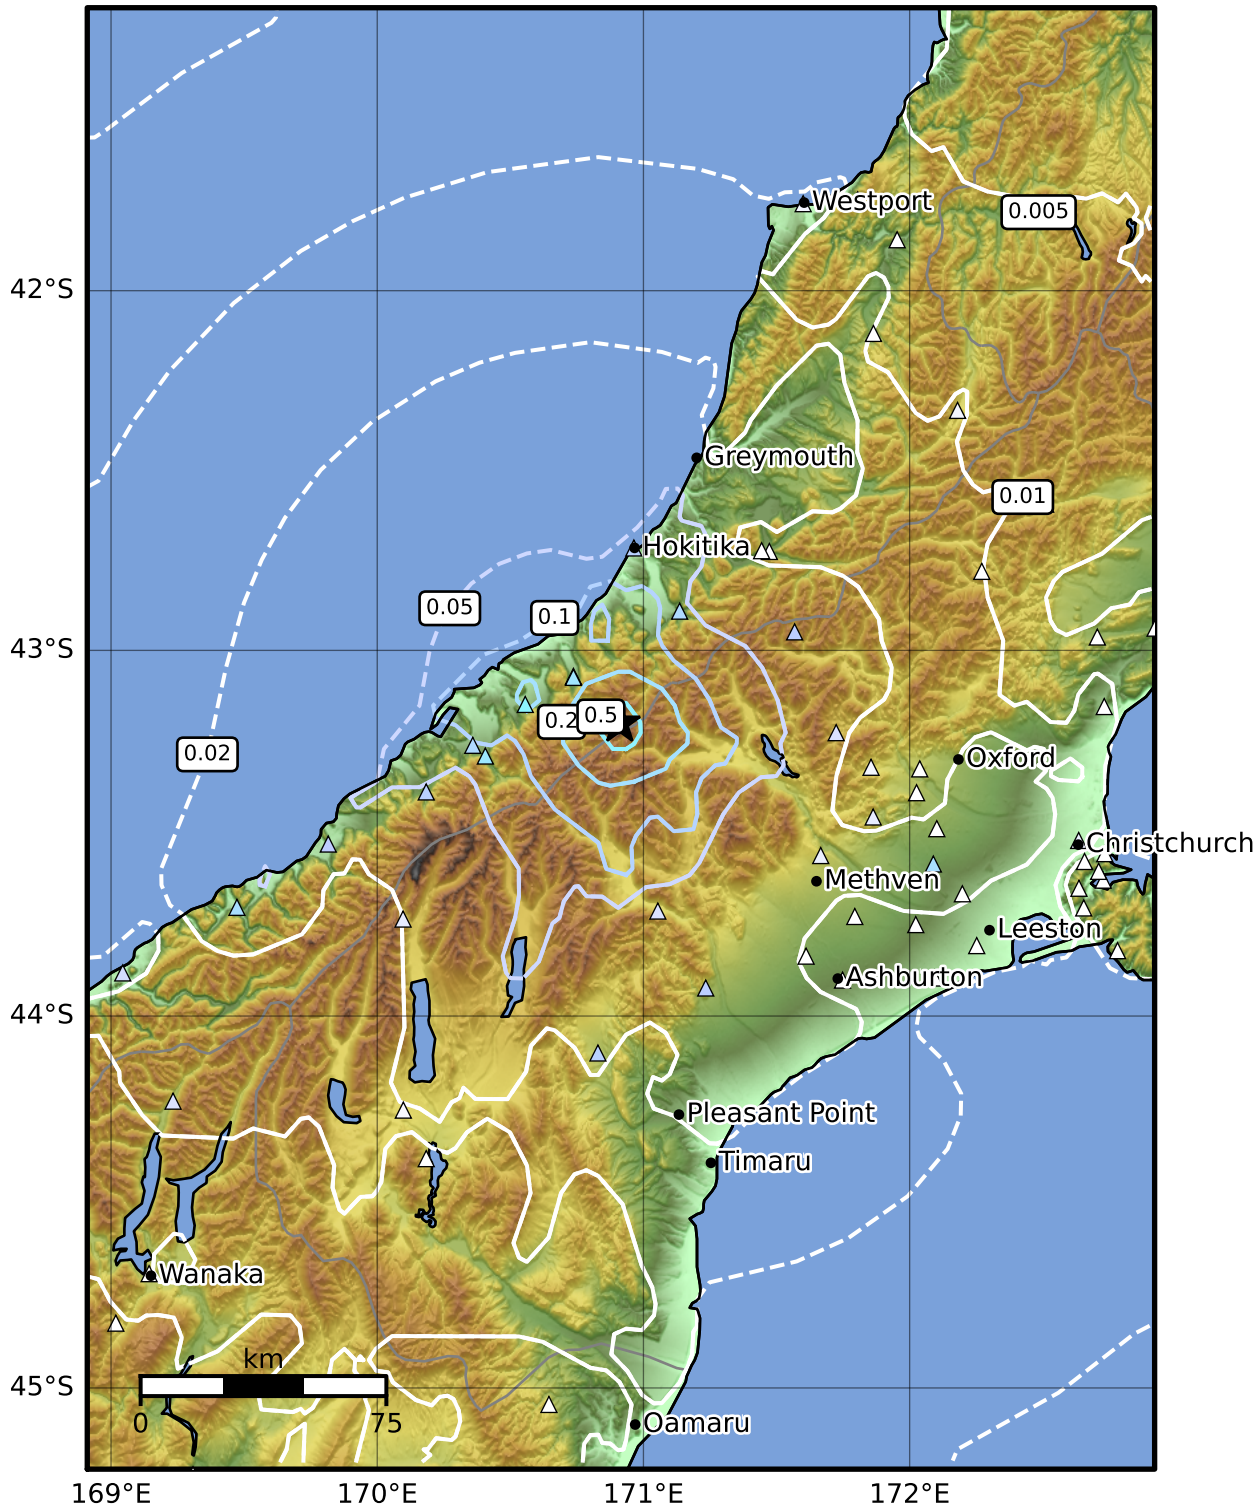 Westport
0.005
42°S
Greymouth
0.01
Hokitika
0.05
0.1
43°S
0.2
0.5
0.02
Oxford
Christchurch
Methven
Leeston
Ashburton
44°S
Pleasant Point
Timaru
Wanaka
km
0
75
45°S
Oamaru
169°E
170°E
171°E
172°E